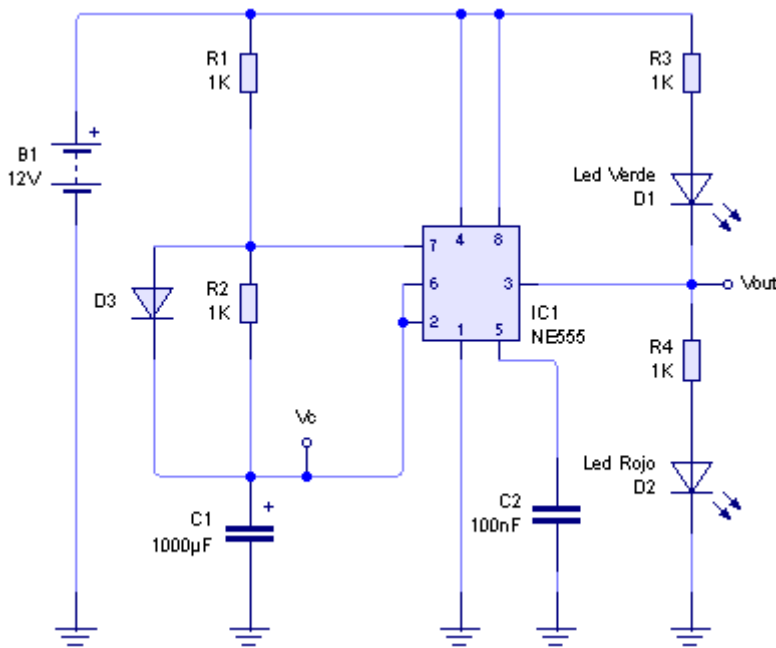 R1
1K
R3
1K
+
B1
12V
Led Verde
D1
4
8
7
D3
R2
1K
6
3
Vout
2
IC1
NE555
1
5
R4
1K
Vc
Led Rojo
D2
+
C1
1000µF
C2
100nF